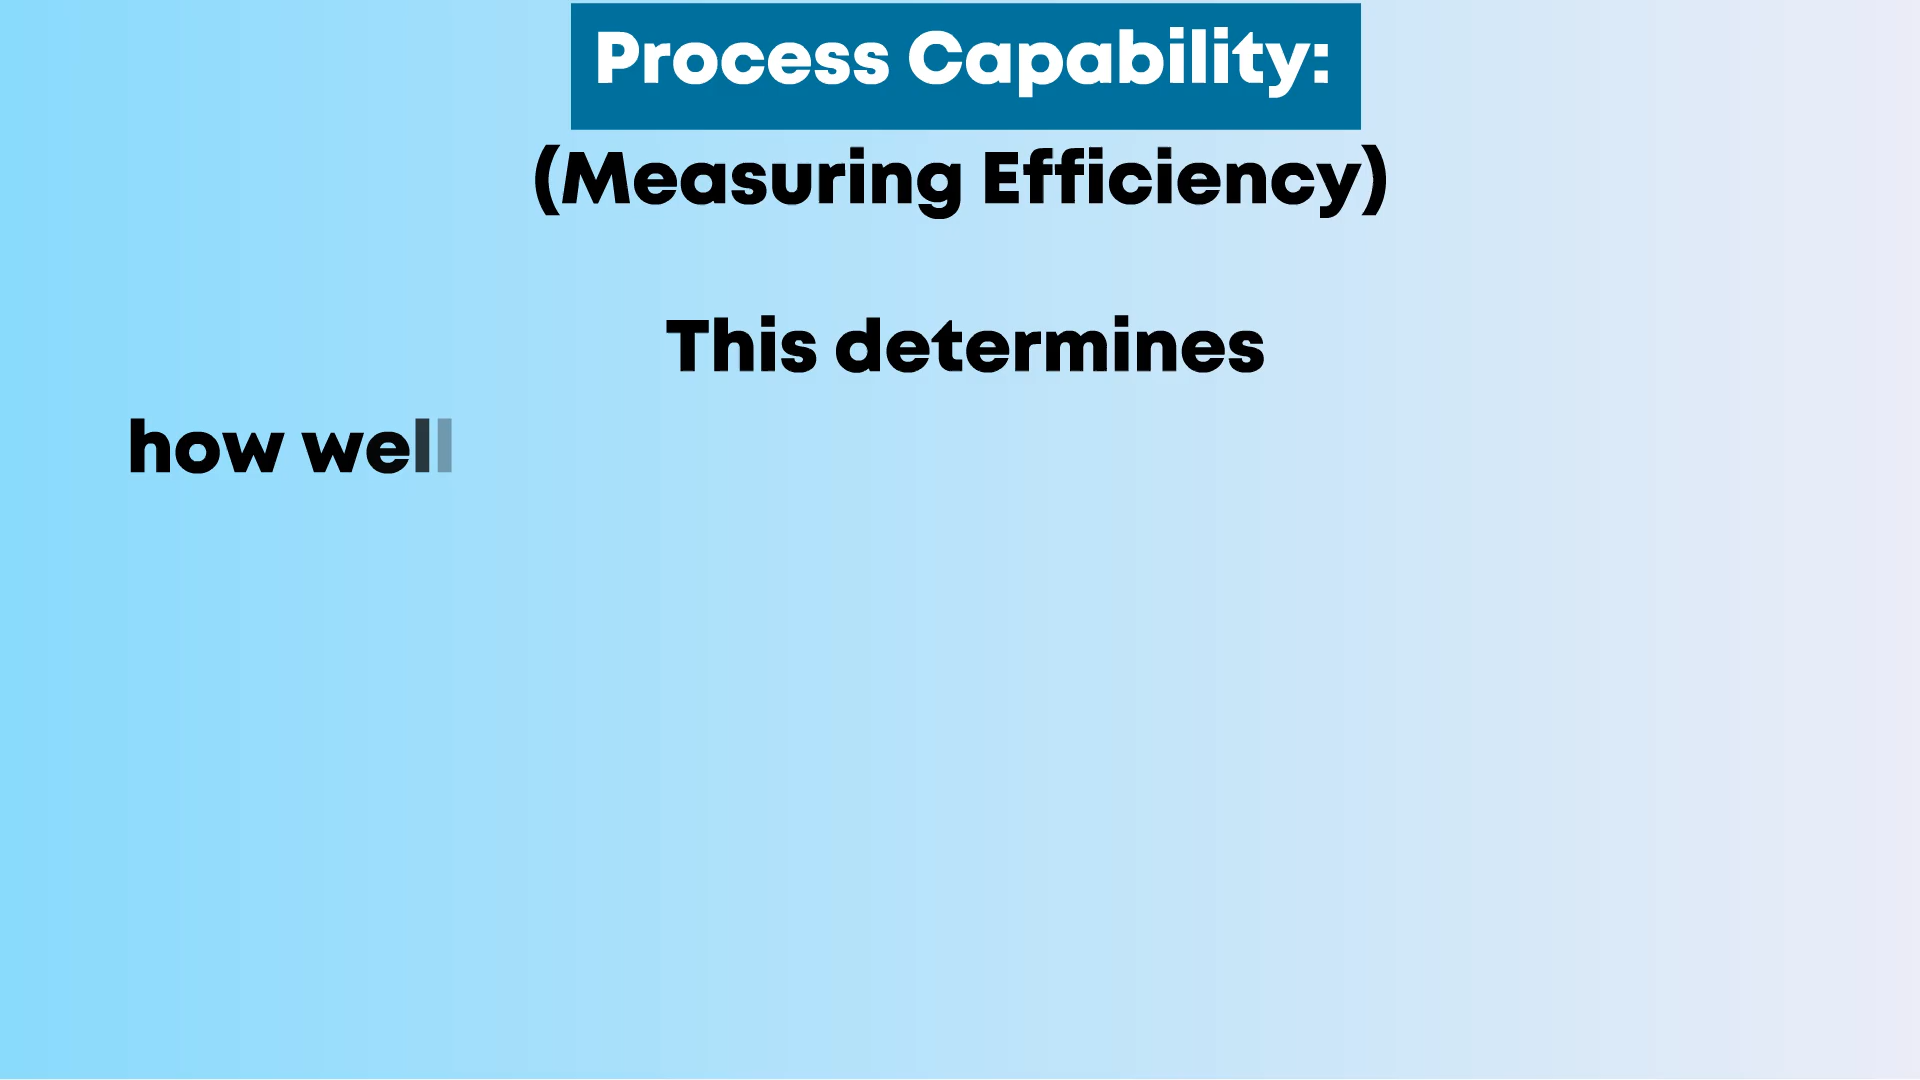 Process Capability:
(Measuring Efficiency)
This determines
how well